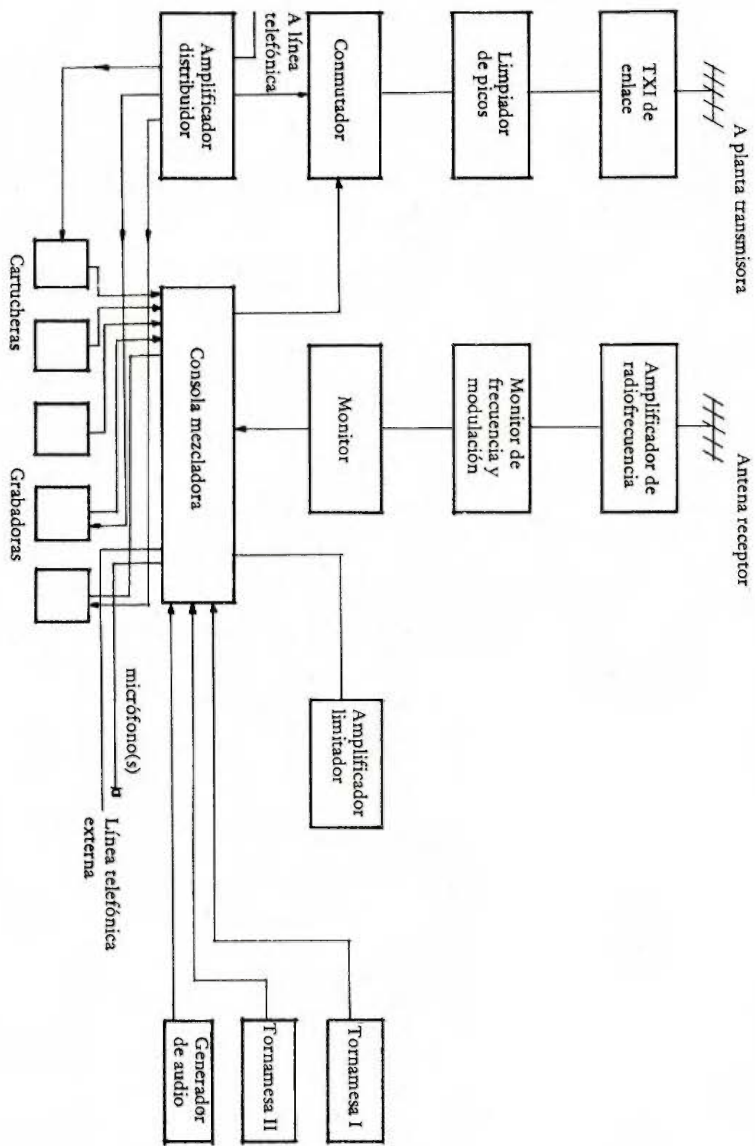 A planta transmisora
Antena receptor
TXI de
enlace
Amplificador de
radiofrecuencia
Limpiador
de picos
Monitor de
frecuencia y
modulación
Conmutador
Monitor
Amplificador
limitador
Tornamesa I
A línea
telefónica
Amplificador
distribuidor
Consola mezcladora
Tornamesa II
Generador
de audio
micrófono(s)
Línea telefónica
externa
Cartucheras
Grabadoras